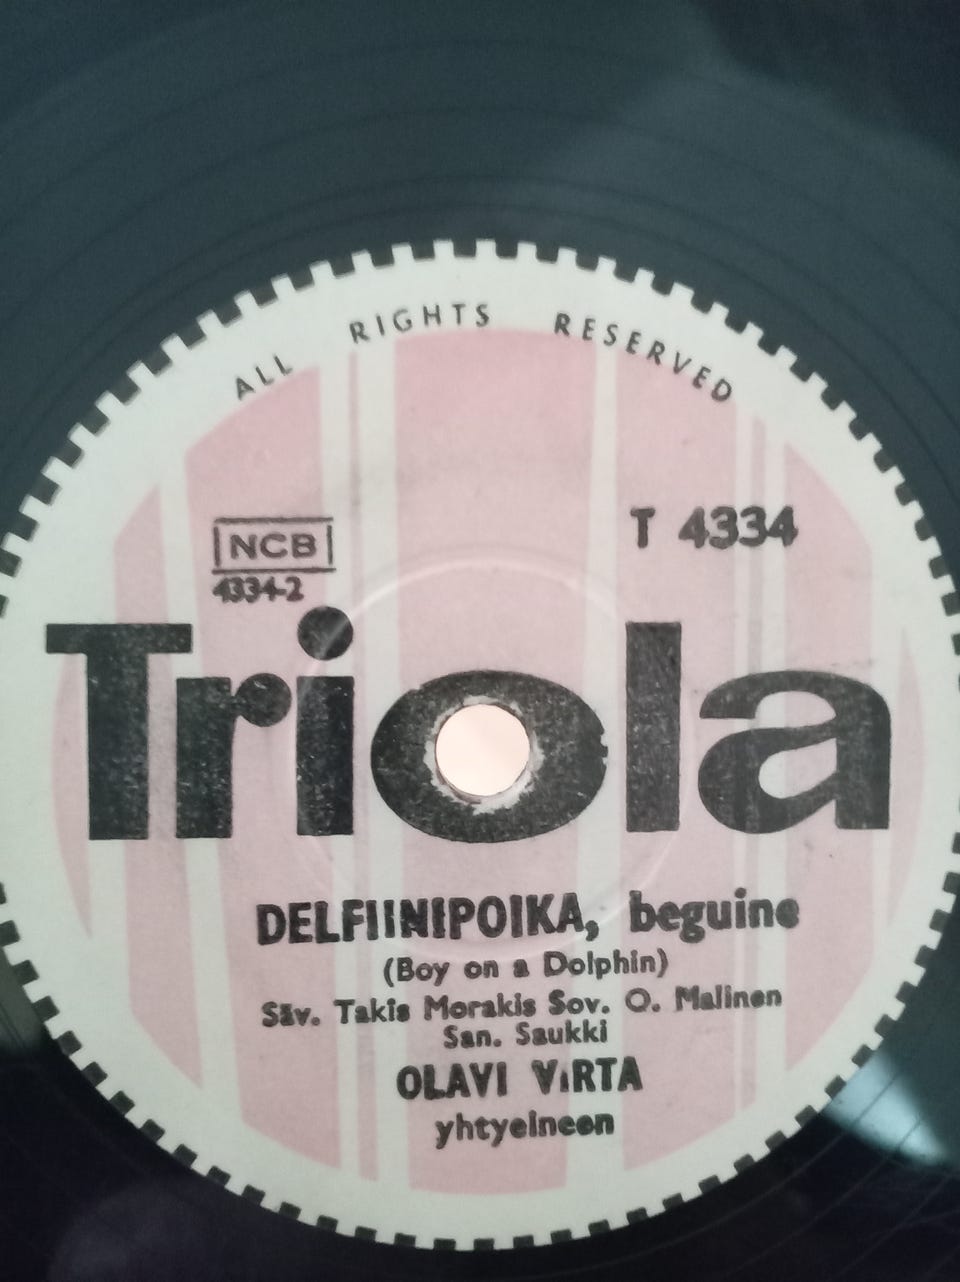 ALL RIGHTS RESERVED
NCB
T 4334
4334-2
Triola
DELFIINIPOIKA, beguine
(Boy on a Dolphin)
Säv. Takis Morakis Sov. O. Malinen
San. Saukki
OLAVI ViRTA
yhtyeineen